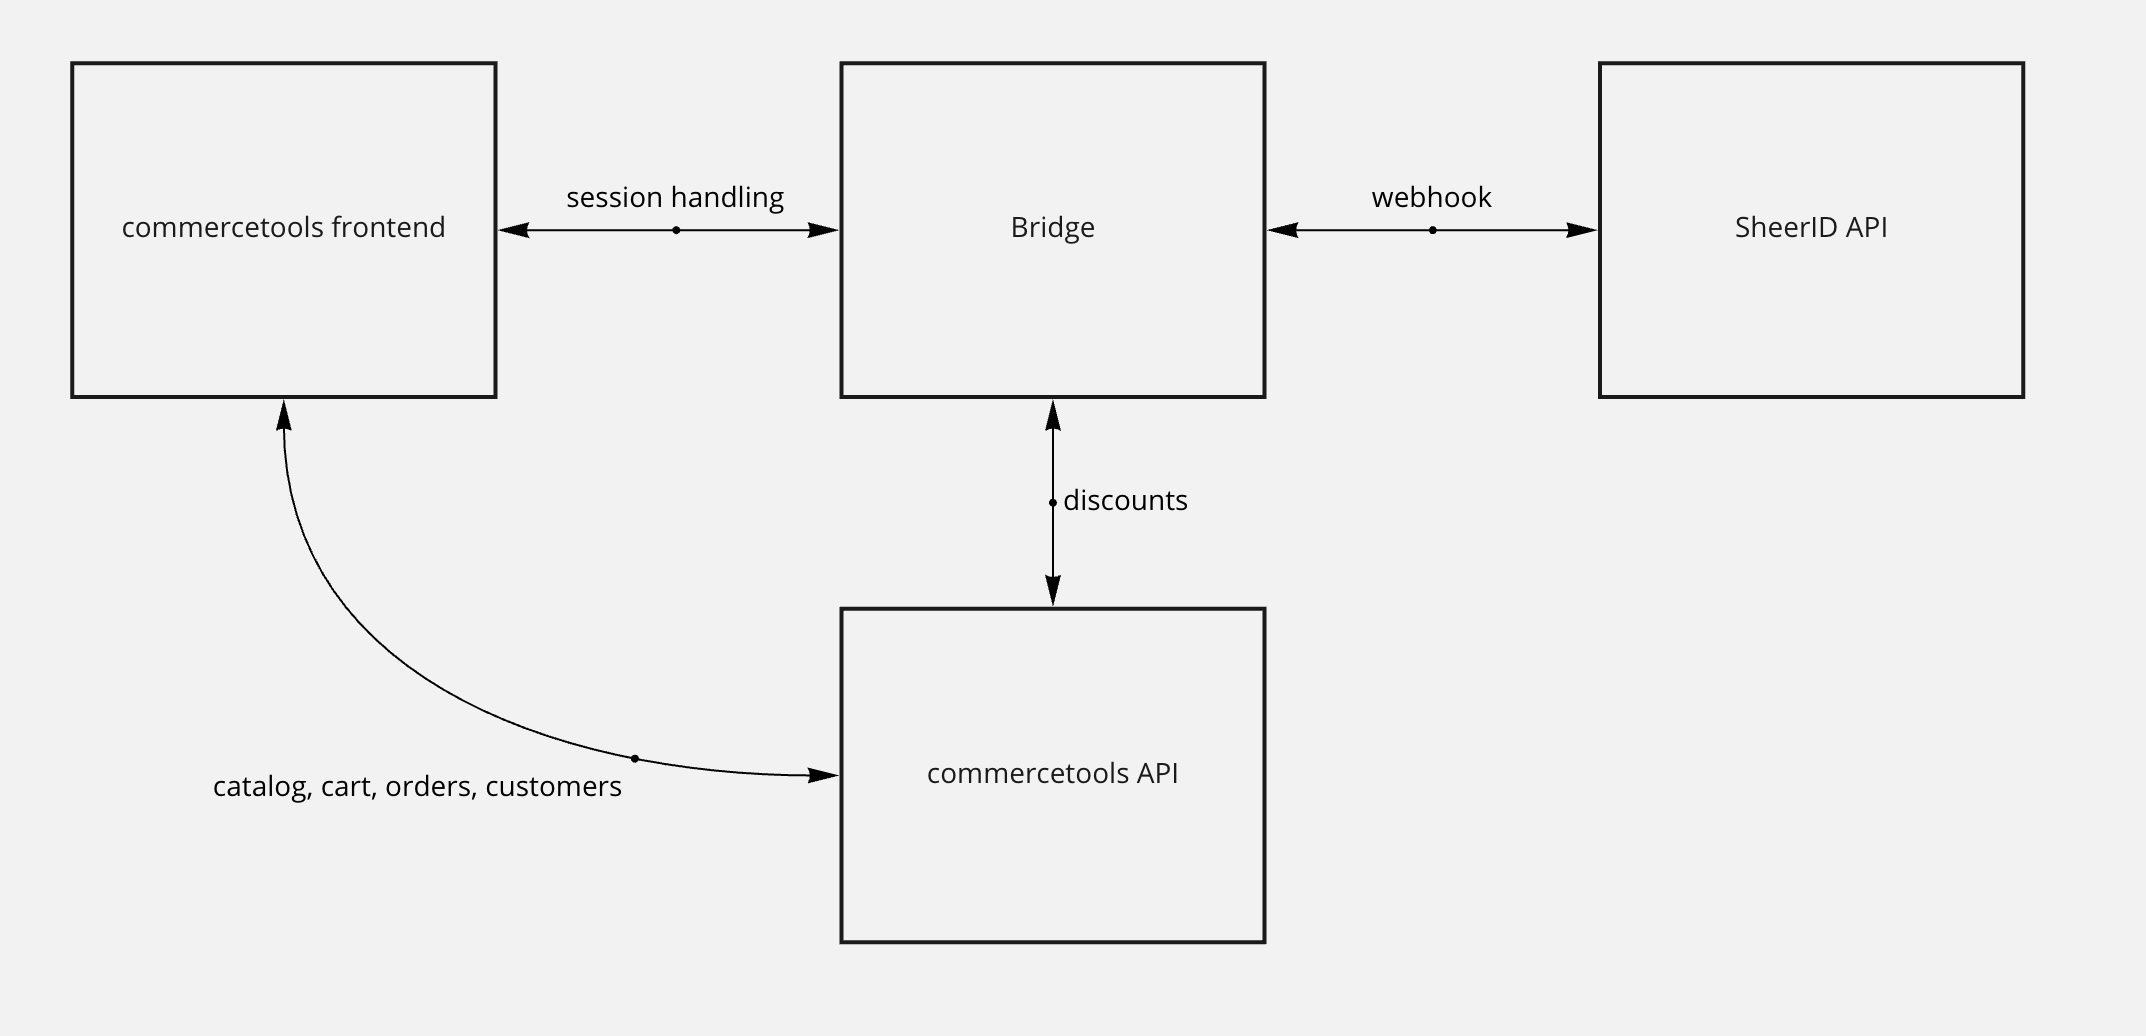 session handling
webhook
commercetools frontend
Bridge
SheerID API
discounts
catalog, cart, orders, customers
commercetools API